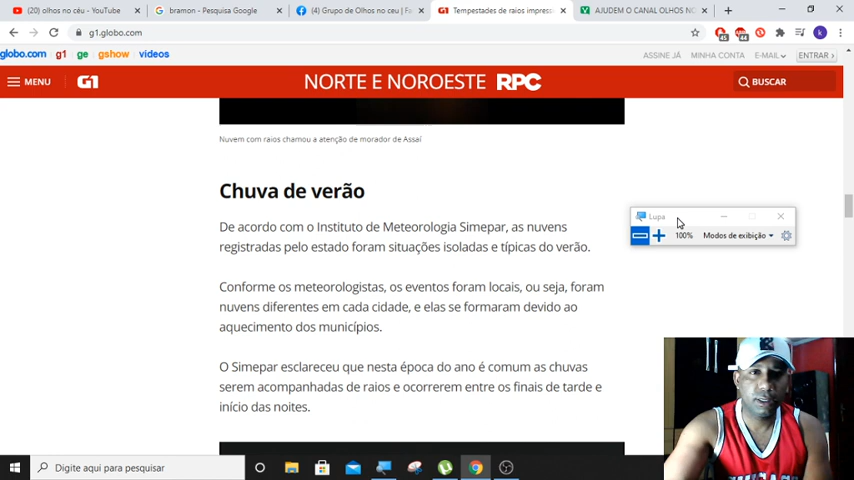 (20) olhos no céu - YouTube
bramon - Pesquisa Google
(4) Grupo de Olhos no ceu | Fa
Tempestades de raios impress
AJUDEM O CANAL OLHOS NO
g1.globo.com
45
44
k
globo.com g1 ge gshow videos
ASSINE JÁ MINHA CONTA E-MAIL ENTRAR ›
MENU G1 NORTE E NOROESTE RPC BUSCAR
Nuvem com raios chamou a atenção de morador de Assaí
Chuva de verão
De acordo com o Instituto de Meteorologia Simepar, as nuvens
registradas pelo estado foram situações isoladas e típicas do verão.
Conforme os meteorologistas, os eventos foram locais, ou seja, foram
nuvens diferentes em cada cidade, e elas se formaram devido ao
aquecimento dos municípios.
O Simepar esclareceu que nesta época do ano é comum as chuvas
serem acompanhadas de raios e ocorrerem entre os finais de tarde e
início das noites.
Lupa
100% Modos de exibição
Digite aqui para pesquisar